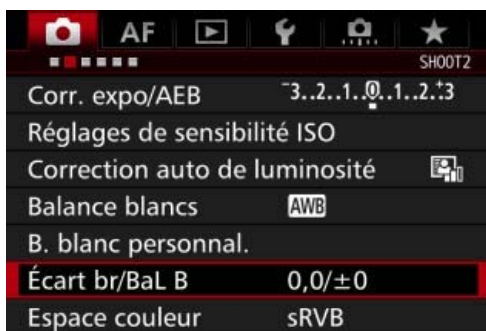 AF
SHOOT2
Corr. expo/AEB -3..2..1..0..1..2..+3
Réglages de sensibilité ISO
Correction auto de luminosité
Balance blancs AWB
B. blanc personnal.
Écart br/BaL B 0,0/±0
Espace couleur sRVB